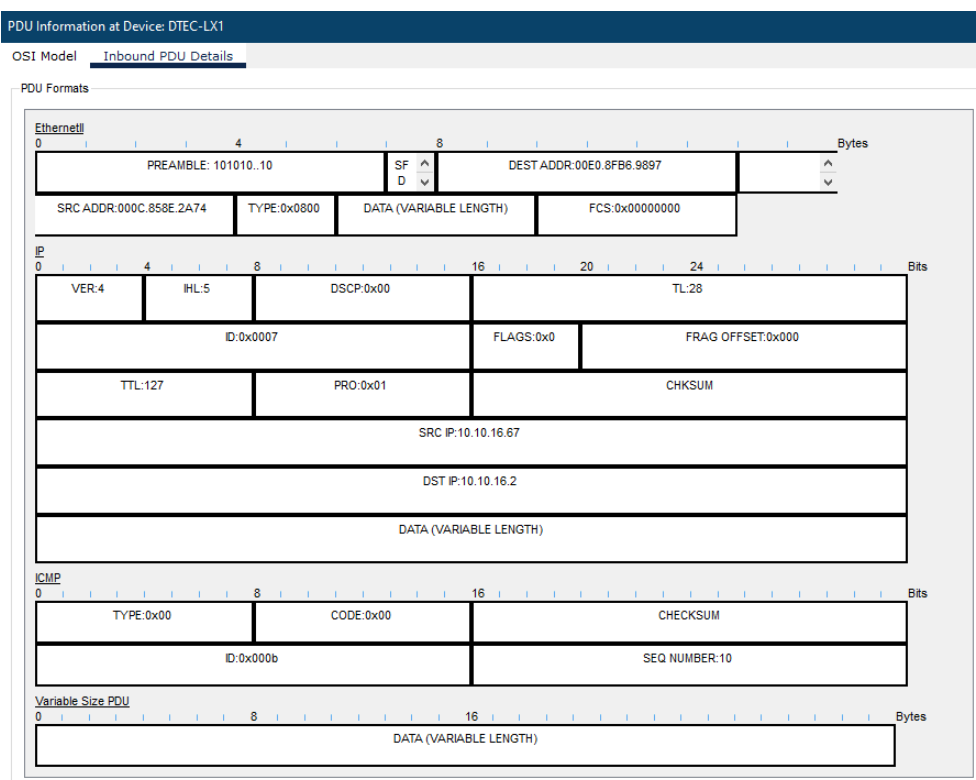 PDU Information at Device: DTEC-LX1
OSI Model Inbound PDU Details
PDU Formats
EthernetII
0 4 8 Bytes
PREAMBLE: 101010..10 SF D DEST ADDR:00E0.8FB6.9897
SRC ADDR:000C.858E.2A74 TYPE:0x0800 DATA (VARIABLE LENGTH) FCS:0x00000000
IP
0 4 8 16 20 24 Bits
VER:4 IHL:5 DSCP:0x00 TL:28
ID:0x0007 FLAGS:0x0 FRAG OFFSET:0x000
TTL:127 PRO:0x01 CHKSUM
SRC IP:10.10.16.67
DST IP:10.10.16.2
DATA (VARIABLE LENGTH)
ICMP
0 8 16 Bits
TYPE:0x00 CODE:0x00 CHECKSUM
ID:0x000b SEQ NUMBER:10
Variable Size PDU
0 8 16 Bytes
DATA (VARIABLE LENGTH)